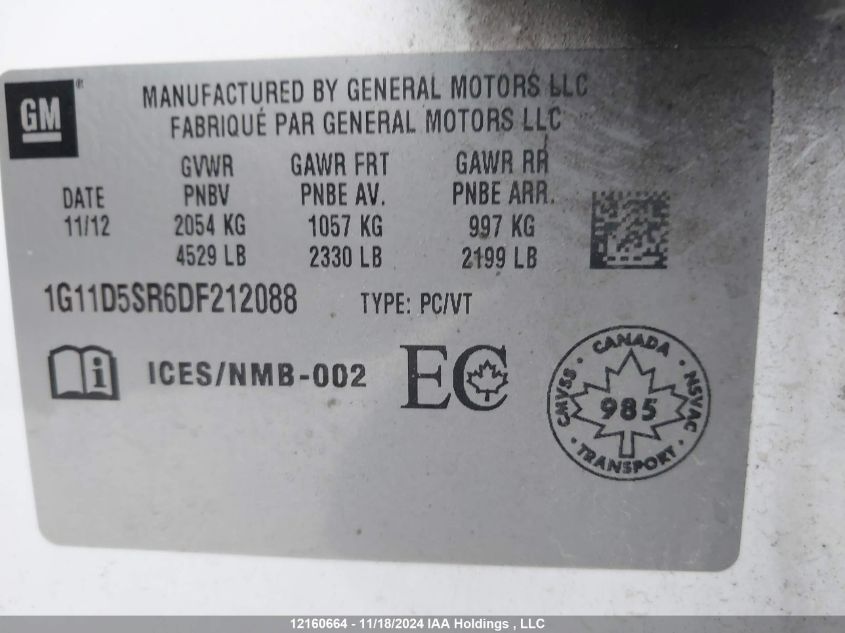 GM®
MANUFACTURED BY GENERAL MOTORS LLC
FABRIQUÉ PAR GENERAL MOTORS LLC
GVWR GAWR FRT GAWR RR
DATE PNBV PNBE AV. PNBE ARR.
11/12 2054 KG 1057 KG 997 KG
4529 LB 2330 LB 2199 LB
1G11D5SR6DF212088 TYPE: PC/VT
i ICES/NMB-002 EC
CANADA
CMVSS 985 NSVAC
TRANSPORT
12160664 - 11/18/2024 IAA Holdings , LLC